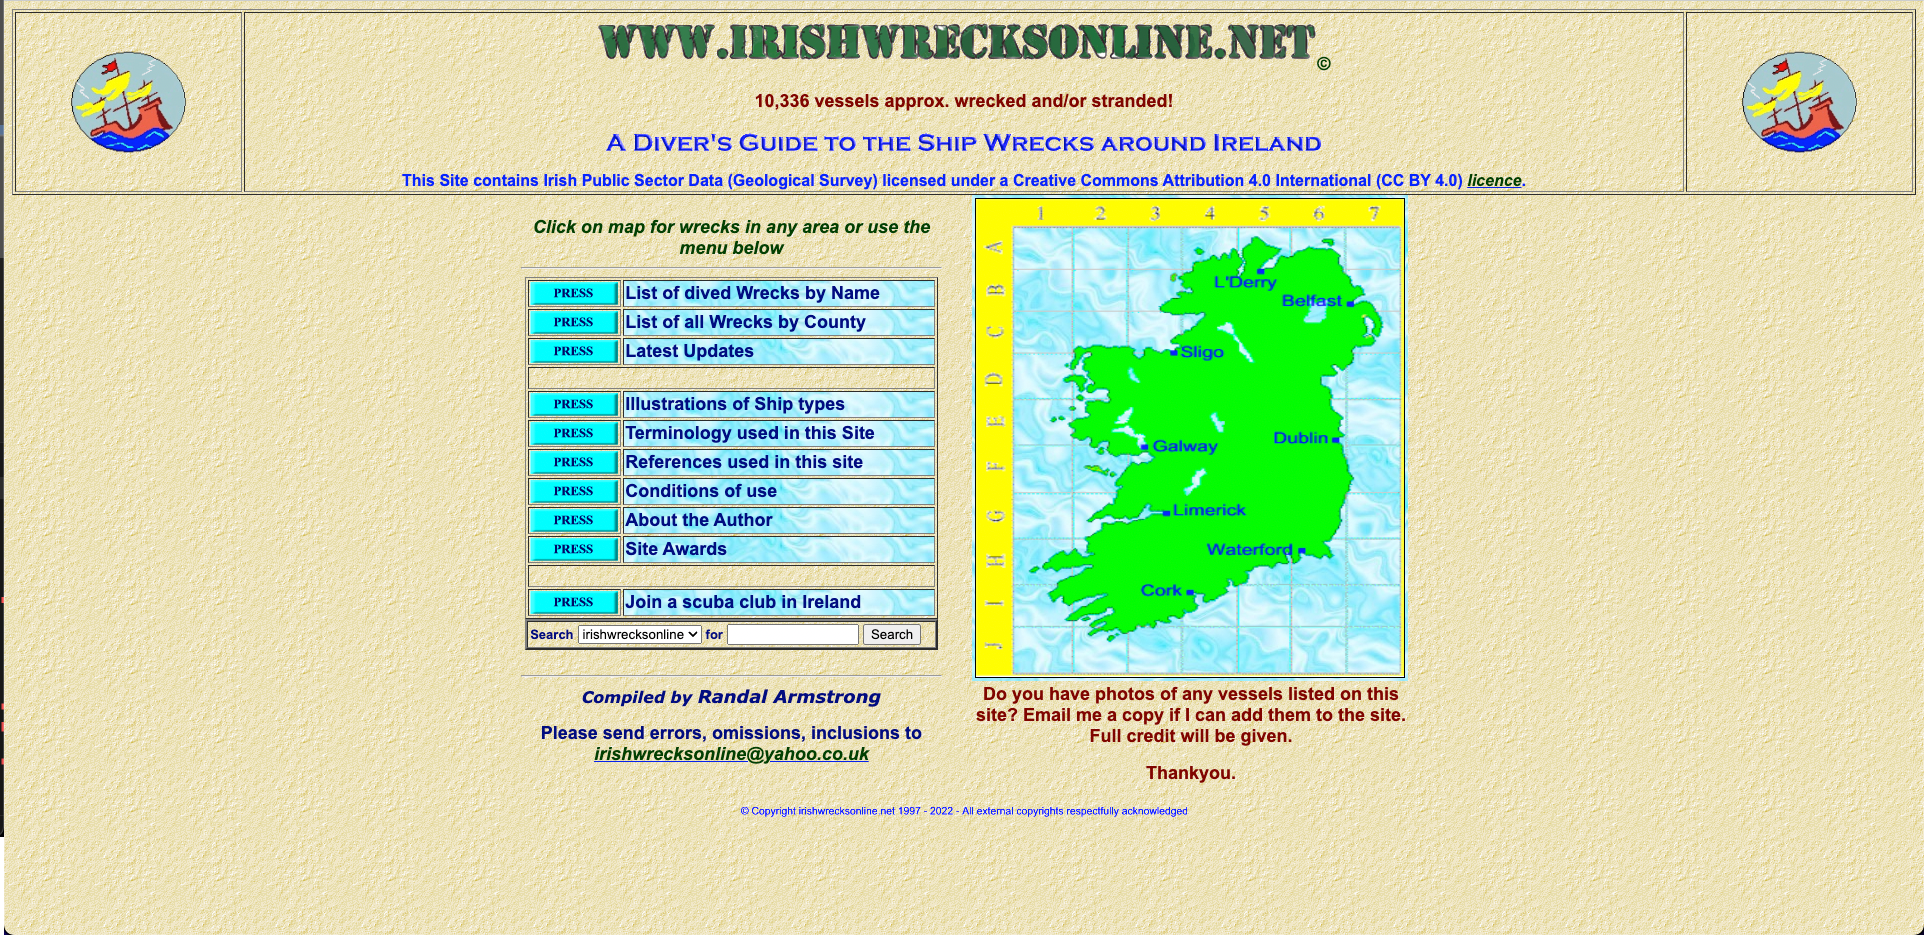 WWW.IRISHWRECKSONLINE.NET ©
10,336 vessels approx. wrecked and/or stranded!
A Diver's Guide to the Ship Wrecks around Ireland
This Site contains Irish Public Sector Data (Geological Survey) licensed under a Creative Commons Attribution 4.0 International (CC BY 4.0) licence.
Click on map for wrecks in any area or use the
menu below
PRESS List of dived Wrecks by Name
PRESS List of all Wrecks by County
PRESS Latest Updates
PRESS Illustrations of Ship types
PRESS Terminology used in this Site
PRESS References used in this site
PRESS Conditions of use
PRESS About the Author
PRESS Site Awards
PRESS Join a scuba club in Ireland
Search irishwrecksonline for Search
Compiled by Randal Armstrong
Please send errors, omissions, inclusions to
irishwrecksonline@yahoo.co.uk
1 2 3 4 5 6 7
A
B
C
D
E
F
G
H
I
J
L'Derry
Belfast
Sligo
Dublin
Galway
Limerick
Waterford
Cork
Do you have photos of any vessels listed on this
site? Email me a copy if I can add them to the site.
Full credit will be given.
Thankyou.
© Copyright irishwrecksonline.net 1997 - 2022 - All external copyrights respectfully acknowledged